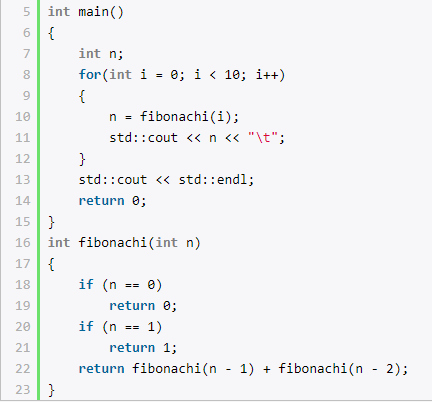 5 int main()
6 {
7     int n;
8     for(int i = 0; i < 10; i++)
9     {
10         n = fibonachi(i);
11         std::cout << n << "\t";
12     }
13     std::cout << std::endl;
14     return 0;
15 }
16 int fibonachi(int n)
17 {
18     if (n == 0)
19         return 0;
20     if (n == 1)
21         return 1;
22     return fibonachi(n - 1) + fibonachi(n - 2);
23 }